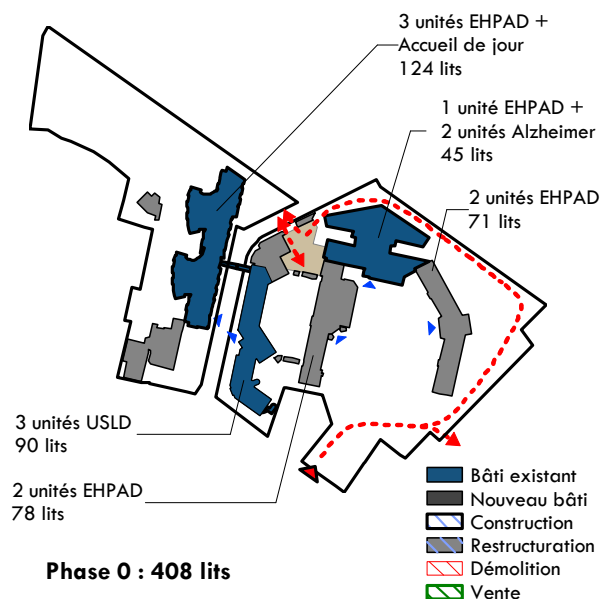 3 unités EHPAD +
Accueil de jour
124 lits
1 unité EHPAD +
2 unités Alzheimer
45 lits
2 unités EHPAD
71 lits
3 unités USLD
90 lits
2 unités EHPAD
78 lits
Phase 0 : 408 lits
Bâti existant
Nouveau bâti
Construction
Restructuration
Démolition
Vente